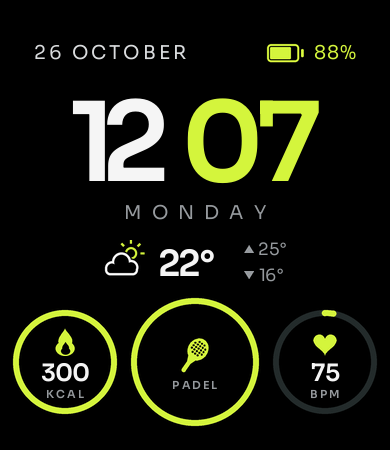 26 OCTOBER 88%
12 07
MONDAY
22° 25°
16°
300
KCAL
PADEL
75
BPM